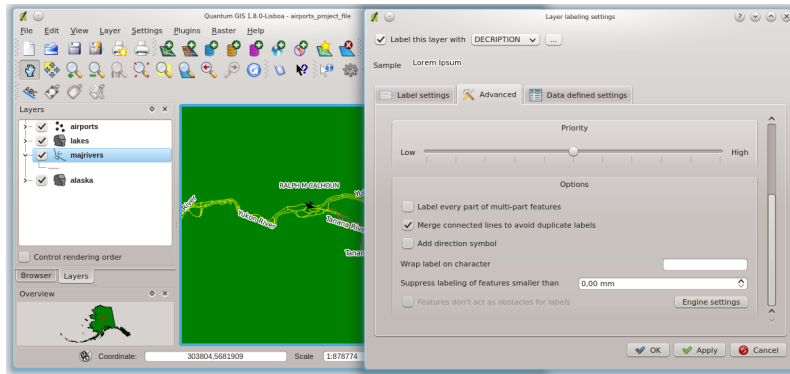 Quantum GIS 1.8.0-Lisboa - airports_project_file
File Edit View Layer Settings Plugins Raster Help
Layers
airports
lakes
majrivers
alaska
Control rendering order
Browser Layers
Overview
RALPH M CALHOUN
Yukon River
Tanana Rive
Tanan
Coordinate: 303804,5681909 Scale 1:878774
Layer labeling settings
Label this layer with DECRIPTION ...
Sample Lorem Ipsum
Label settings Advanced Data defined settings
Priority
Low High
Options
Label every part of multi-part features
Merge connected lines to avoid duplicate labels
Add direction symbol
Wrap label on character
Suppress labeling of features smaller than 0,00 mm
Features don't act as obstacles for labels Engine settings
OK Apply Cancel